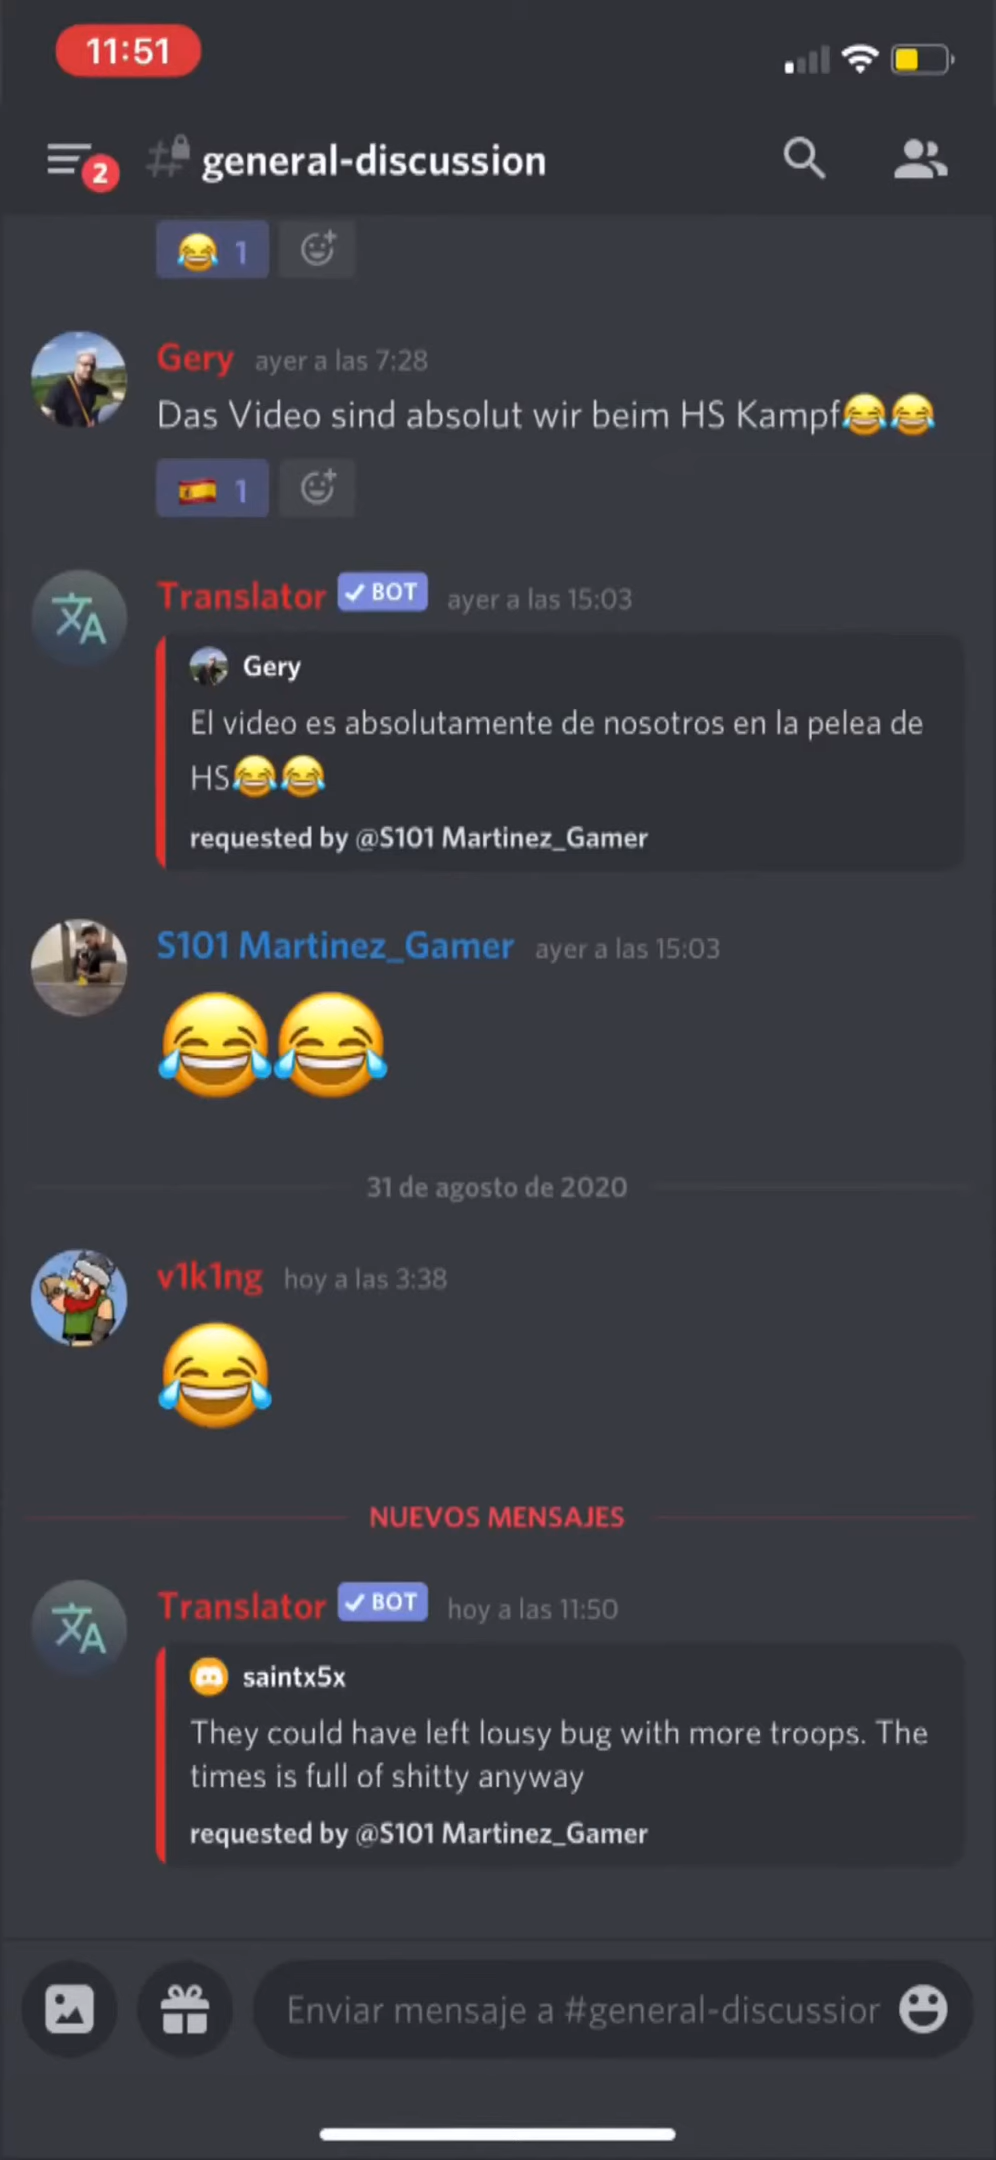 11:51
2
general-discussion
😂 1
Gery ayer a las 7:28
Das Video sind absolut wir beim HS Kampf😂😂
🇪🇸 1
Translator ✓ BOT ayer a las 15:03
Gery
El video es absolutamente de nosotros en la pelea de
HS😂😂
requested by @S101 Martinez_Gamer
S101 Martinez_Gamer ayer a las 15:03
😂😂
31 de agosto de 2020
v1k1ng hoy a las 3:38
😂
NUEVOS MENSAJES
Translator ✓ BOT hoy a las 11:50
saintx5x
They could have left lousy bug with more troops. The
times is full of shitty anyway
requested by @S101 Martinez_Gamer
Enviar mensaje a #general-discussion